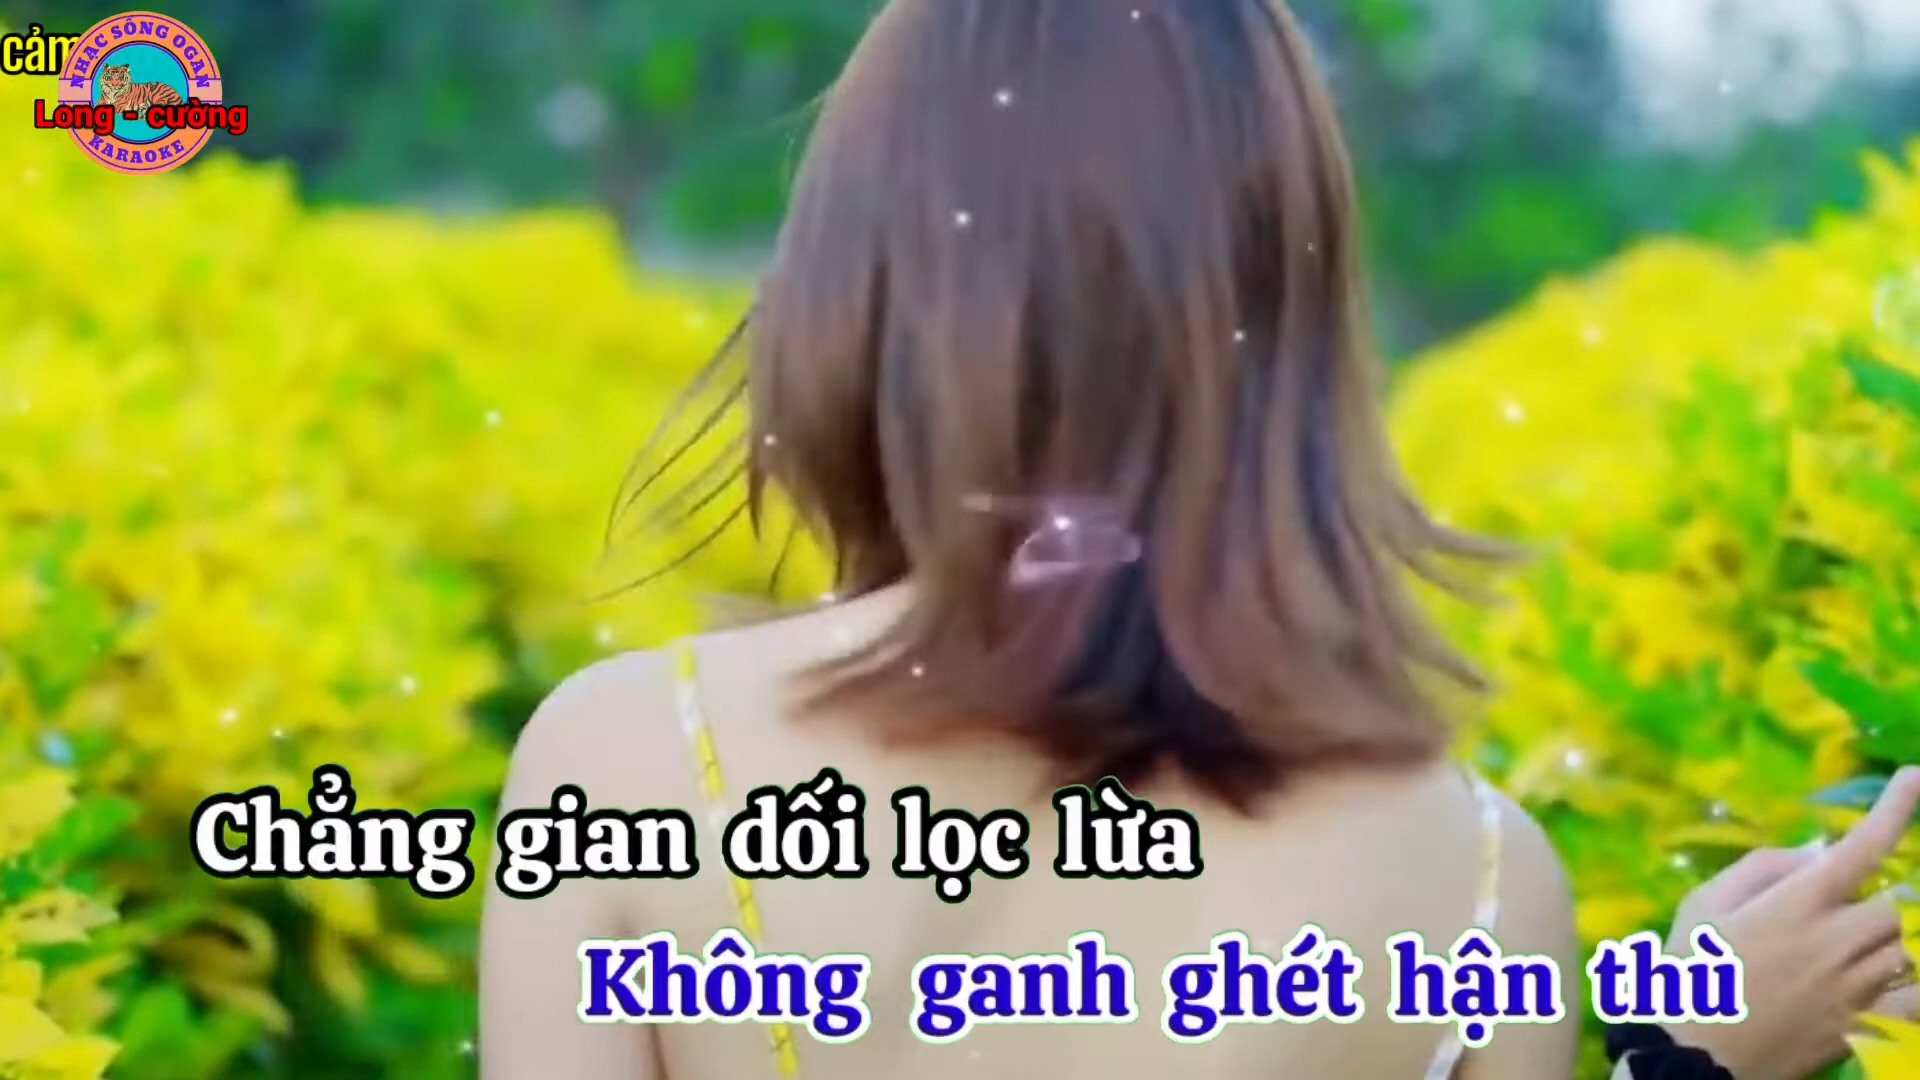 cảm
NHẠC SÔNG OGAN
Long - cường
KARAOKE
Chẳng gian dối lọc lừa
Không ganh ghét hận thù